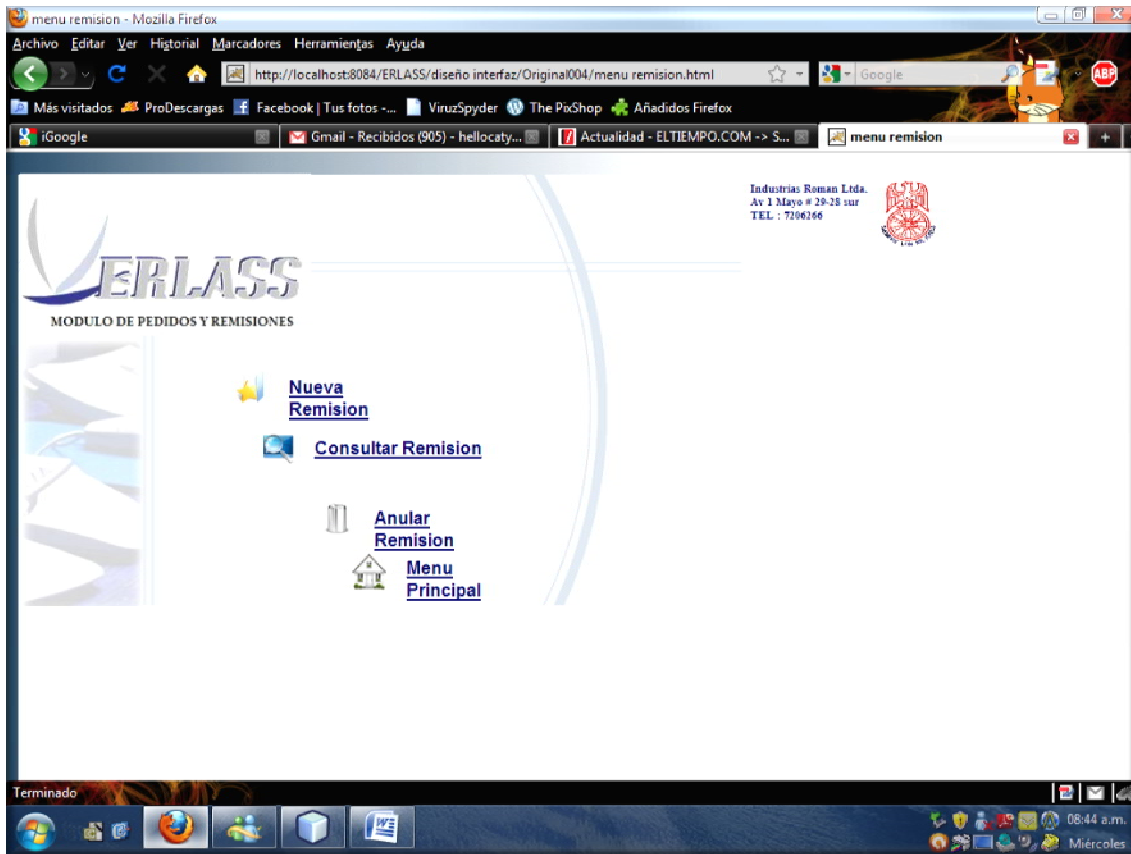 menu remision - Mozilla Firefox
Archivo Editar Ver Historial Marcadores Herramientas Ayuda
http://localhost:8084/ERLASS/diseño interfaz/Original004/menu remision.html
Google
ABP
Más visitados ProDescargas Facebook | Tus fotos -... ViruzSpyder The PixShop Añadidos Firefox
iGoogle Gmail - Recibidos (905) - hellocaty... Actualidad - ELTIEMPO.COM -> S... menu remision
Industrias Roman Ltda.
Av 1 Mayo # 29-28 sur
TEL : 7206266
ERLASS
MODULO DE PEDIDOS Y REMISIONES
Nueva
Remision
Consultar Remision
Anular
Remision
Menu
Principal
Terminado
08:44 a.m.
Miércoles